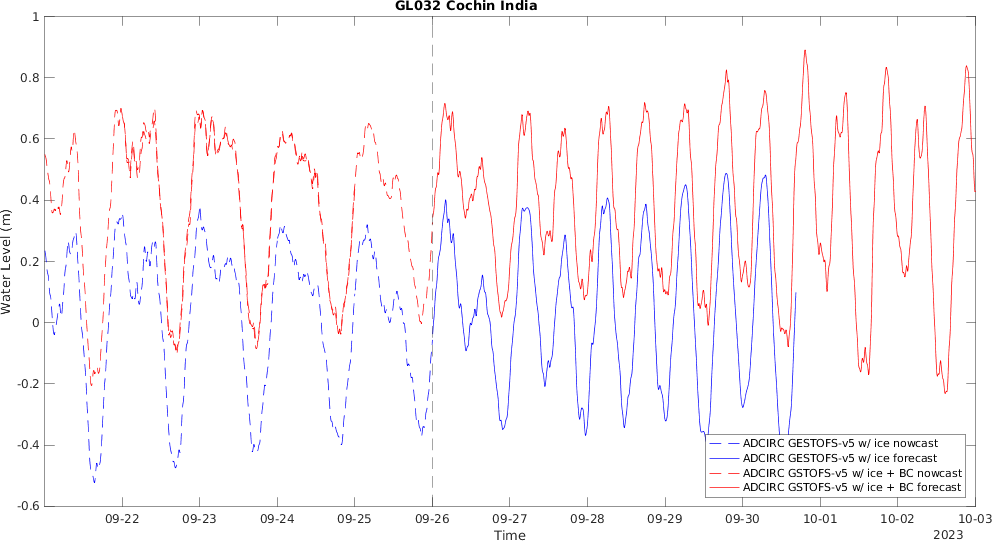 GL032 Cochin India
Water Level (m)
1
0.8
0.6
0.4
0.2
0
-0.2
-0.4
-0.6
ADCIRC GESTOFS-v5 w/ ice nowcast
ADCIRC GESTOFS-v5 w/ ice forecast
ADCIRC GSTOFS-v5 w/ ice + BC nowcast
ADCIRC GSTOFS-v5 w/ ice + BC forecast
09-22 09-23 09-24 09-25 09-26 09-27 09-28 09-29 09-30 10-01 10-02 10-03
Time
2023